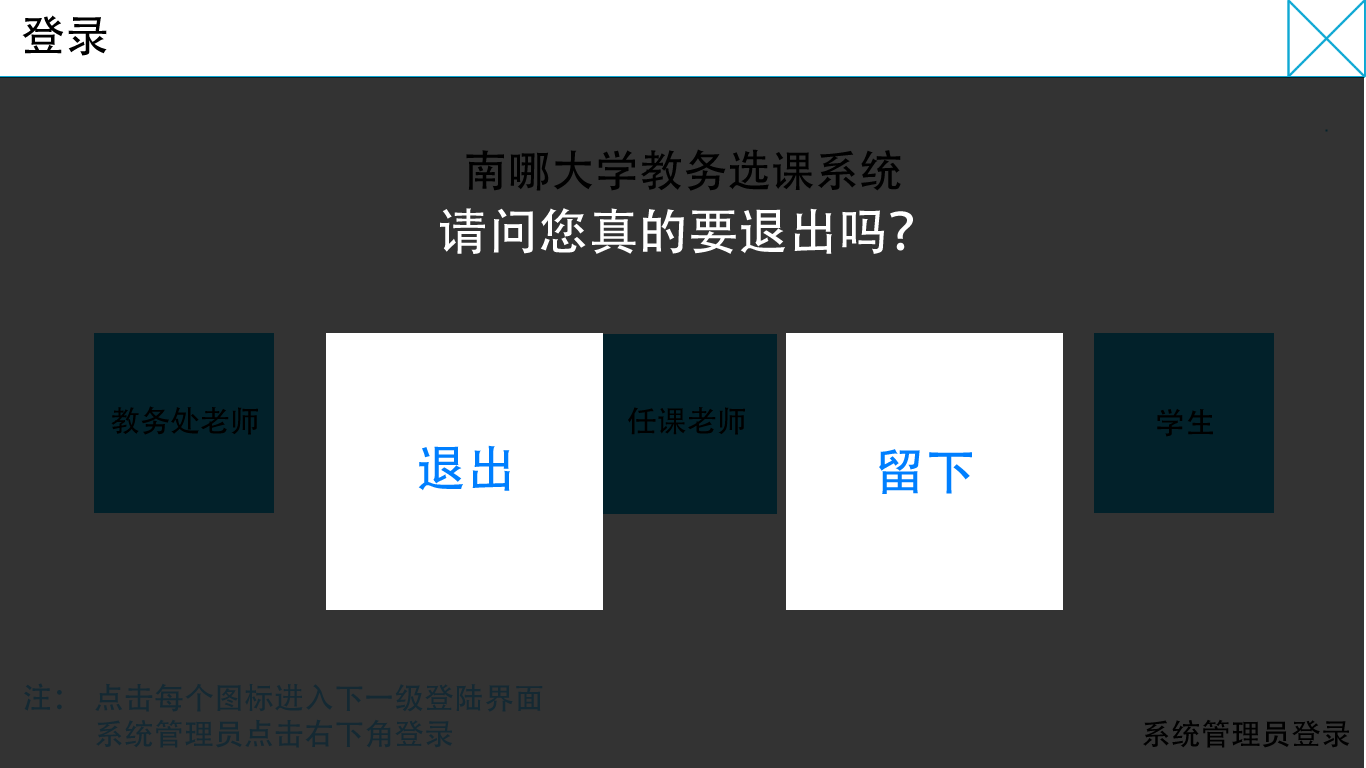 登录
南哪大学教务选课系统
请问您真的要退出吗?
教务处老师
退出
任课老师
留下
学生
注: 点击每个图标进入下一级登陆界面
系统管理员点击右下角登录
系统管理员登录